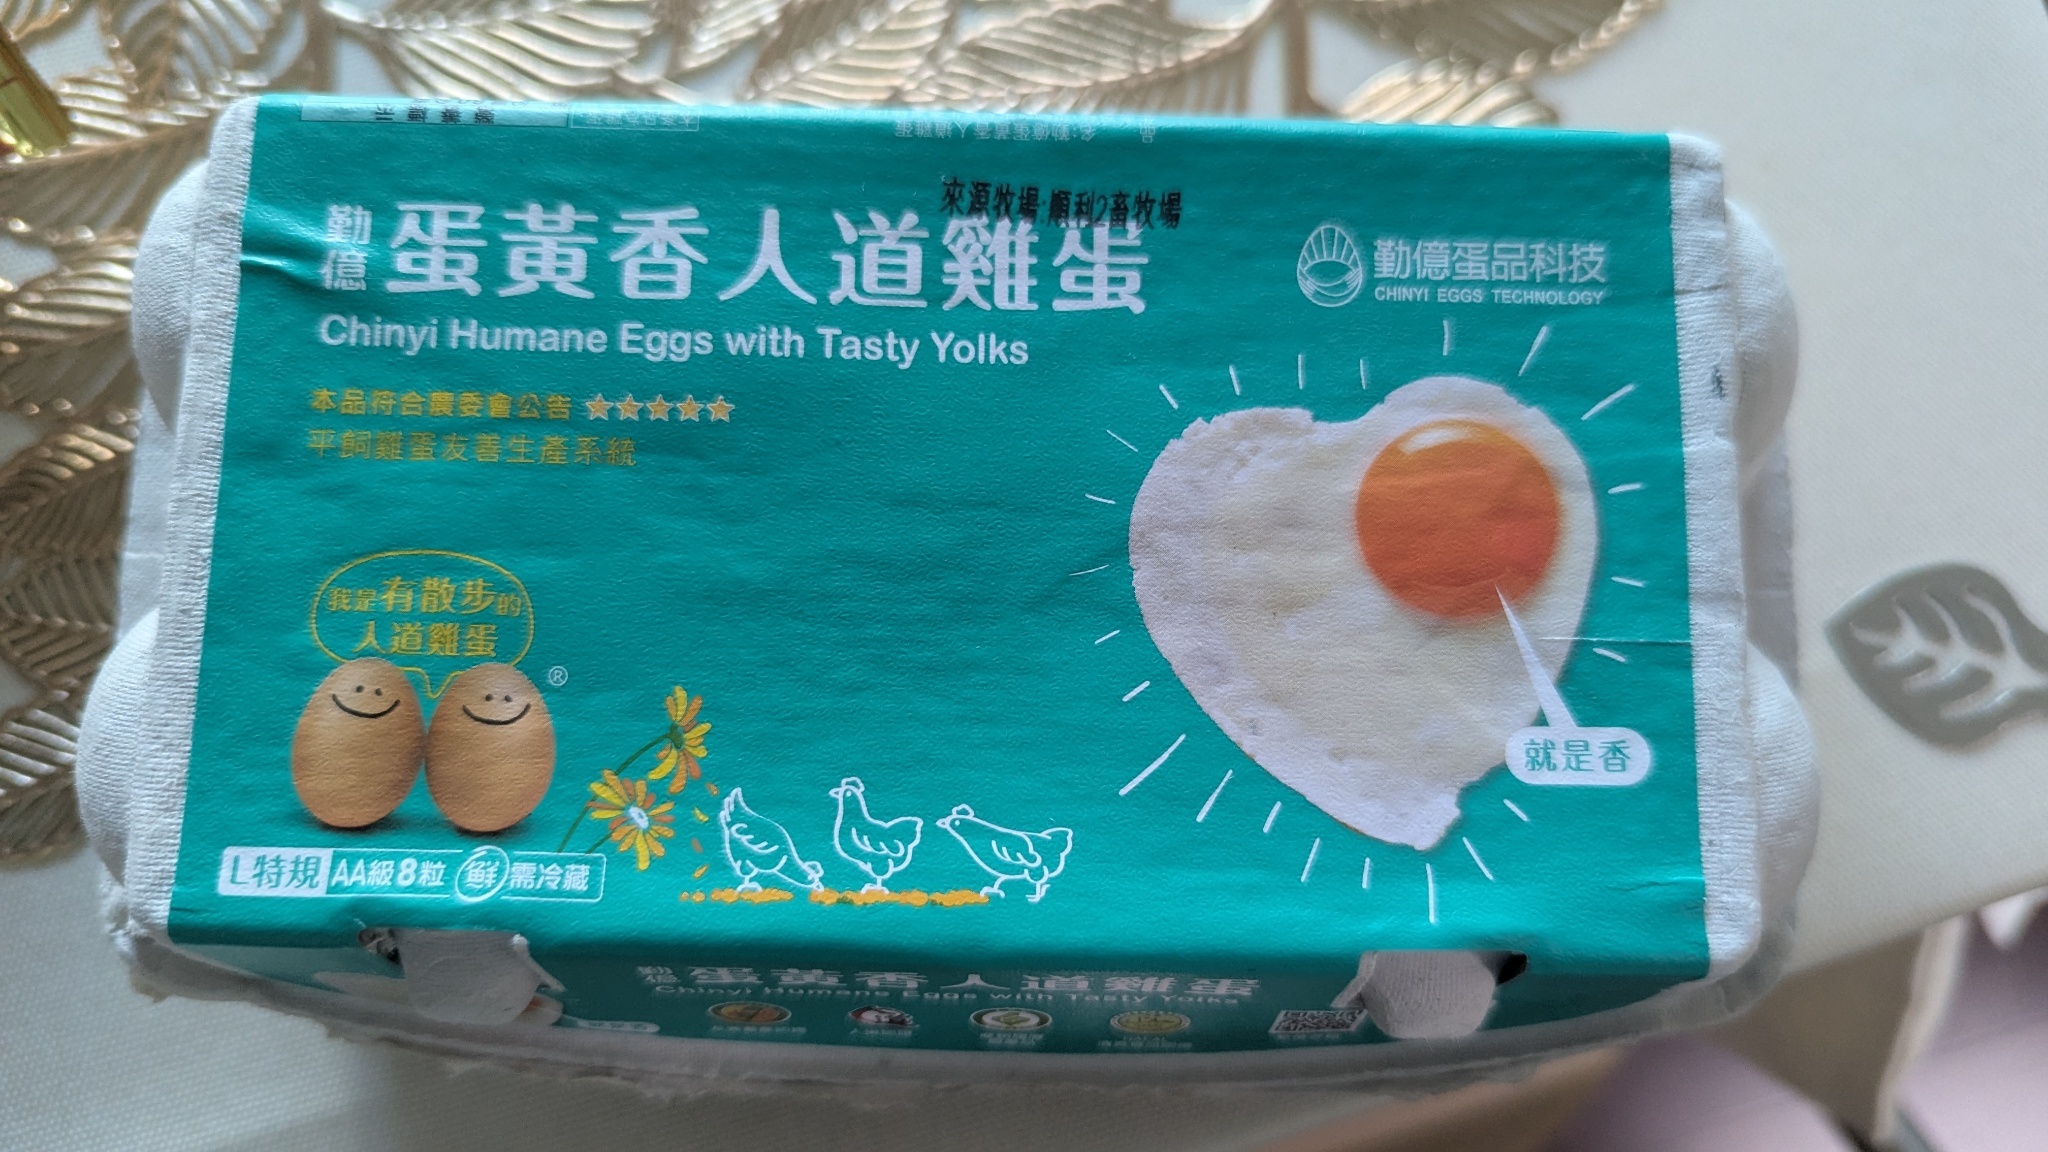 來源牧場:順利2畜牧場
勤億 蛋黃香人道雞蛋
Chinyi Humane Eggs with Tasty Yolks
勤億蛋品科技
CHINYI EGGS TECHNOLOGY
本品符合農委會公告 ★★★★★
平飼雞蛋友善生產系統
我是有散步的
人道雞蛋
®
就是香
L特規 AA級8粒 鮮 需冷藏
勤億 蛋黃香人道雞蛋
Chinyi Humane Eggs with Tasty Yolks